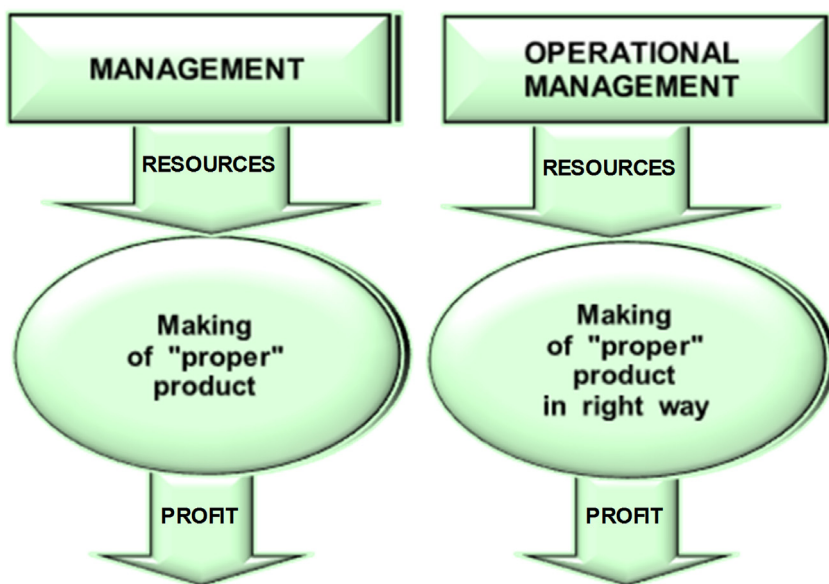 MANAGEMENT
RESOURCES
Making
of "proper"
product
PROFIT
OPERATIONAL
MANAGEMENT
RESOURCES
Making
of "proper"
product
in right way
PROFIT